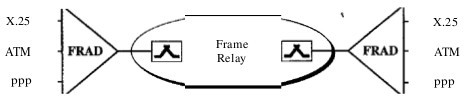 X.25
X.25
ATM
FRAD
Frame
Relay
FRAD
ATM
ppp
ppp